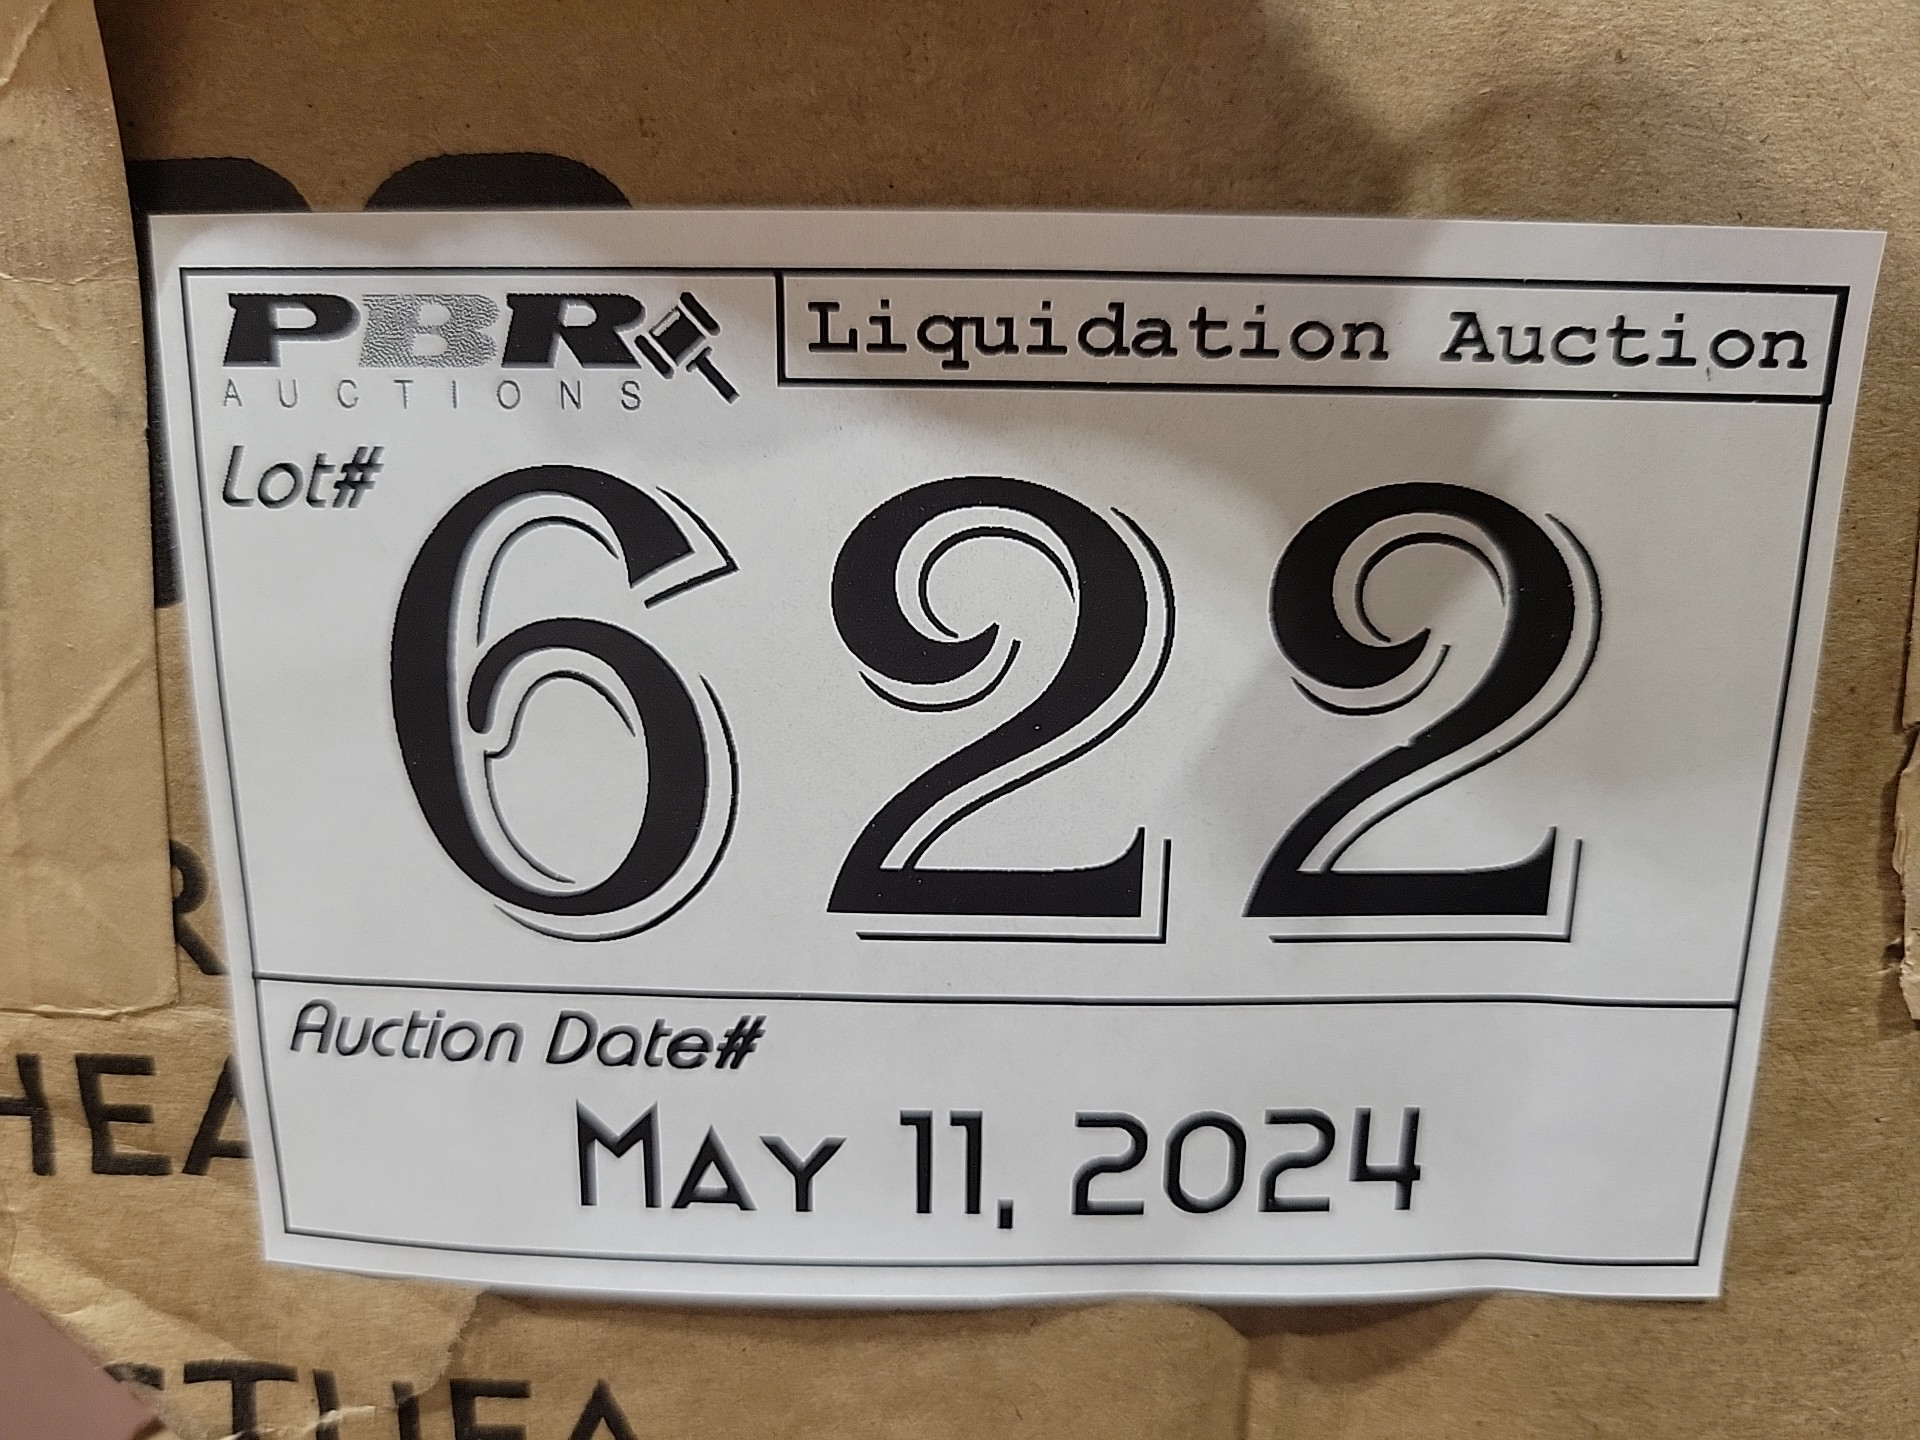 PBR
AUCTIONS
Liquidation Auction
Lot#
622
Auction Date#
May 11, 2024